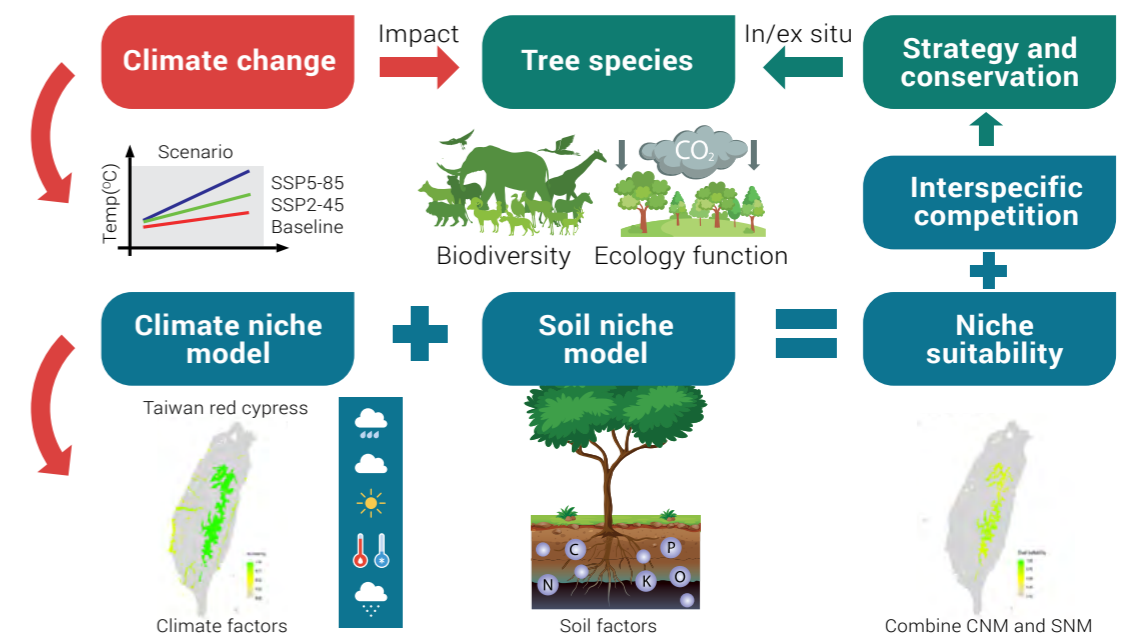 Climate change
Impact
Tree species
In/ex situ
Strategy and
conservation
Scenario
Temp(ºC)
SSP5-85
SSP2-45
Baseline
CO₂
Biodiversity
Ecology function
Interspecific
competition
Climate niche
model
Soil niche
model
Niche
suitability
Taiwan red cypress
C
P
N
K
O
Climate factors
Soil factors
Combine CNM and SNM